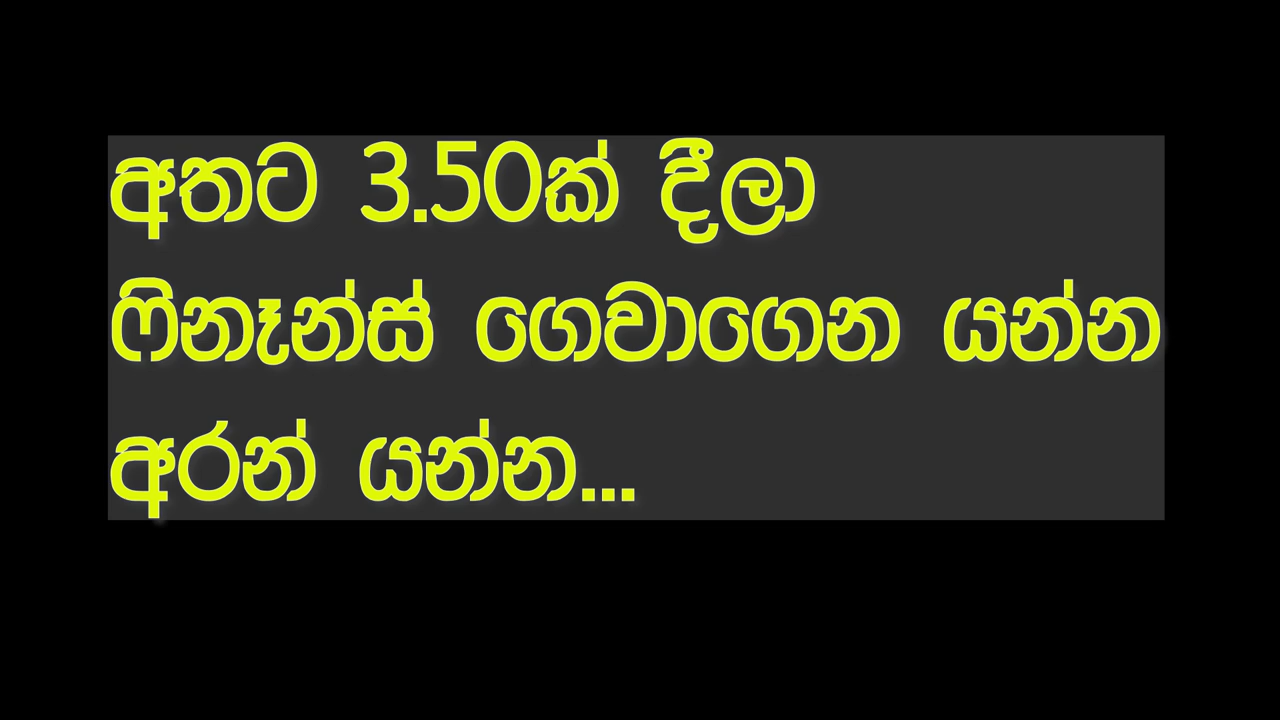 අතට 3.50ක් දීලා
ෆිනෑන්ස් ගෙවාගෙන යන්න
අරන් යන්න...